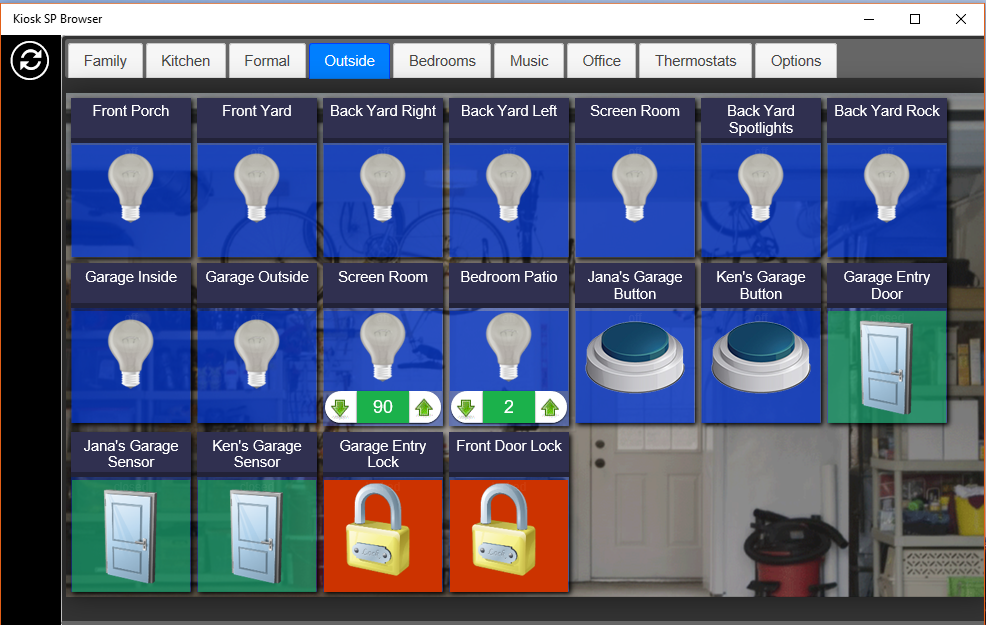 Kiosk SP Browser
Family
Kitchen
Formal
Outside
Bedrooms
Music
Office
Thermostats
Options
Front Porch
Front Yard
Back Yard Right
Back Yard Left
Screen Room
Back Yard
Spotlights
Back Yard Rock
Garage Inside
Garage Outside
Screen Room
90
Bedroom Patio
2
Jana's Garage
Button
Ken's Garage
Button
Garage Entry
Door
Jana's Garage
Sensor
Ken's Garage
Sensor
Garage Entry
Lock
Front Door Lock